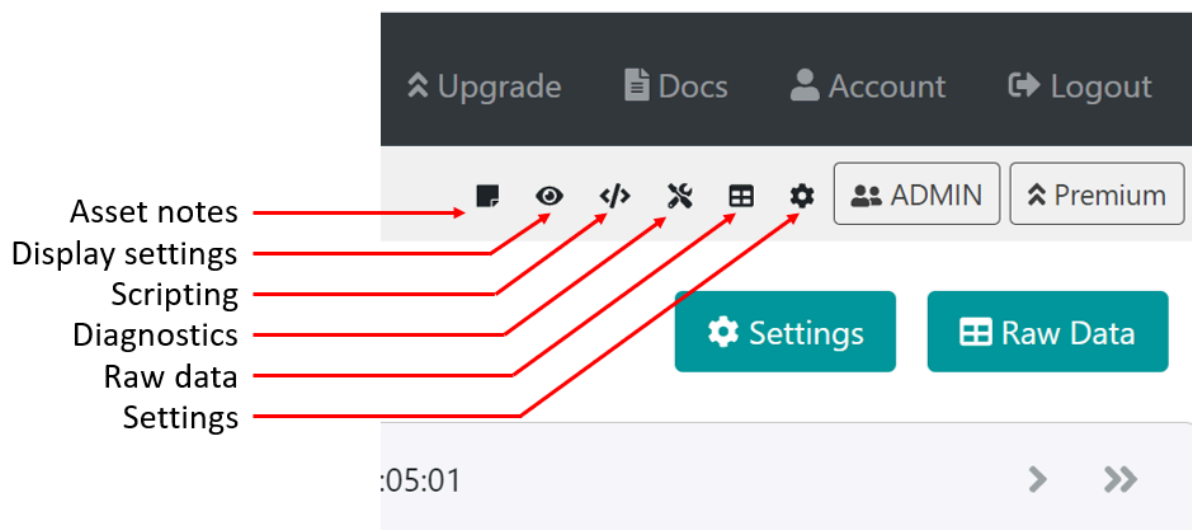 Upgrade Docs Account Logout
ADMIN Premium
Asset notes
Display settings
Scripting
Diagnostics
Raw data
Settings
Settings Raw Data
:05:01